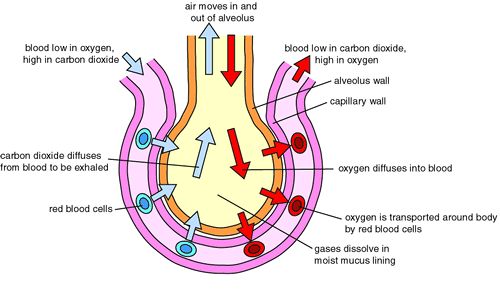 air moves in and
out of alveolus
blood low in oxygen,
high in carbon dioxide
blood low in carbon dioxide,
high in oxygen
alveolus wall
capillary wall
carbon dioxide diffuses
from blood to be exhaled
oxygen diffuses into blood
red blood cells
oxygen is transported around body
by red blood cells
gases dissolve in
moist mucus lining